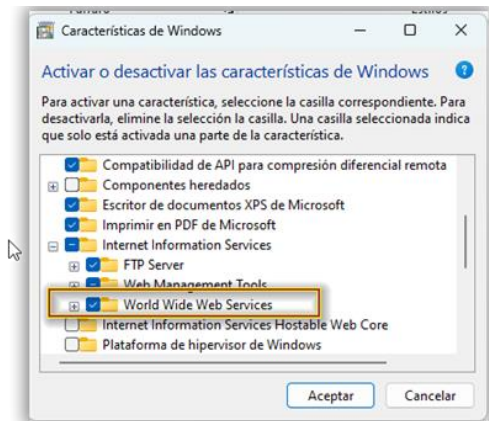 Características de Windows
Activar o desactivar las características de Windows
Para activar una característica, seleccione la casilla correspondiente. Para
desactivarla, elimine la selección la casilla. Una casilla seleccionada indica
que solo está activada una parte de la característica.
Compatibilidad de API para compresión diferencial remota
Componentes heredados
Escritor de documentos XPS de Microsoft
Imprimir en PDF de Microsoft
Internet Information Services
FTP Server
Web Management Tools
World Wide Web Services
Internet Information Services Hostable Web Core
Plataforma de hipervisor de Windows
Aceptar Cancelar